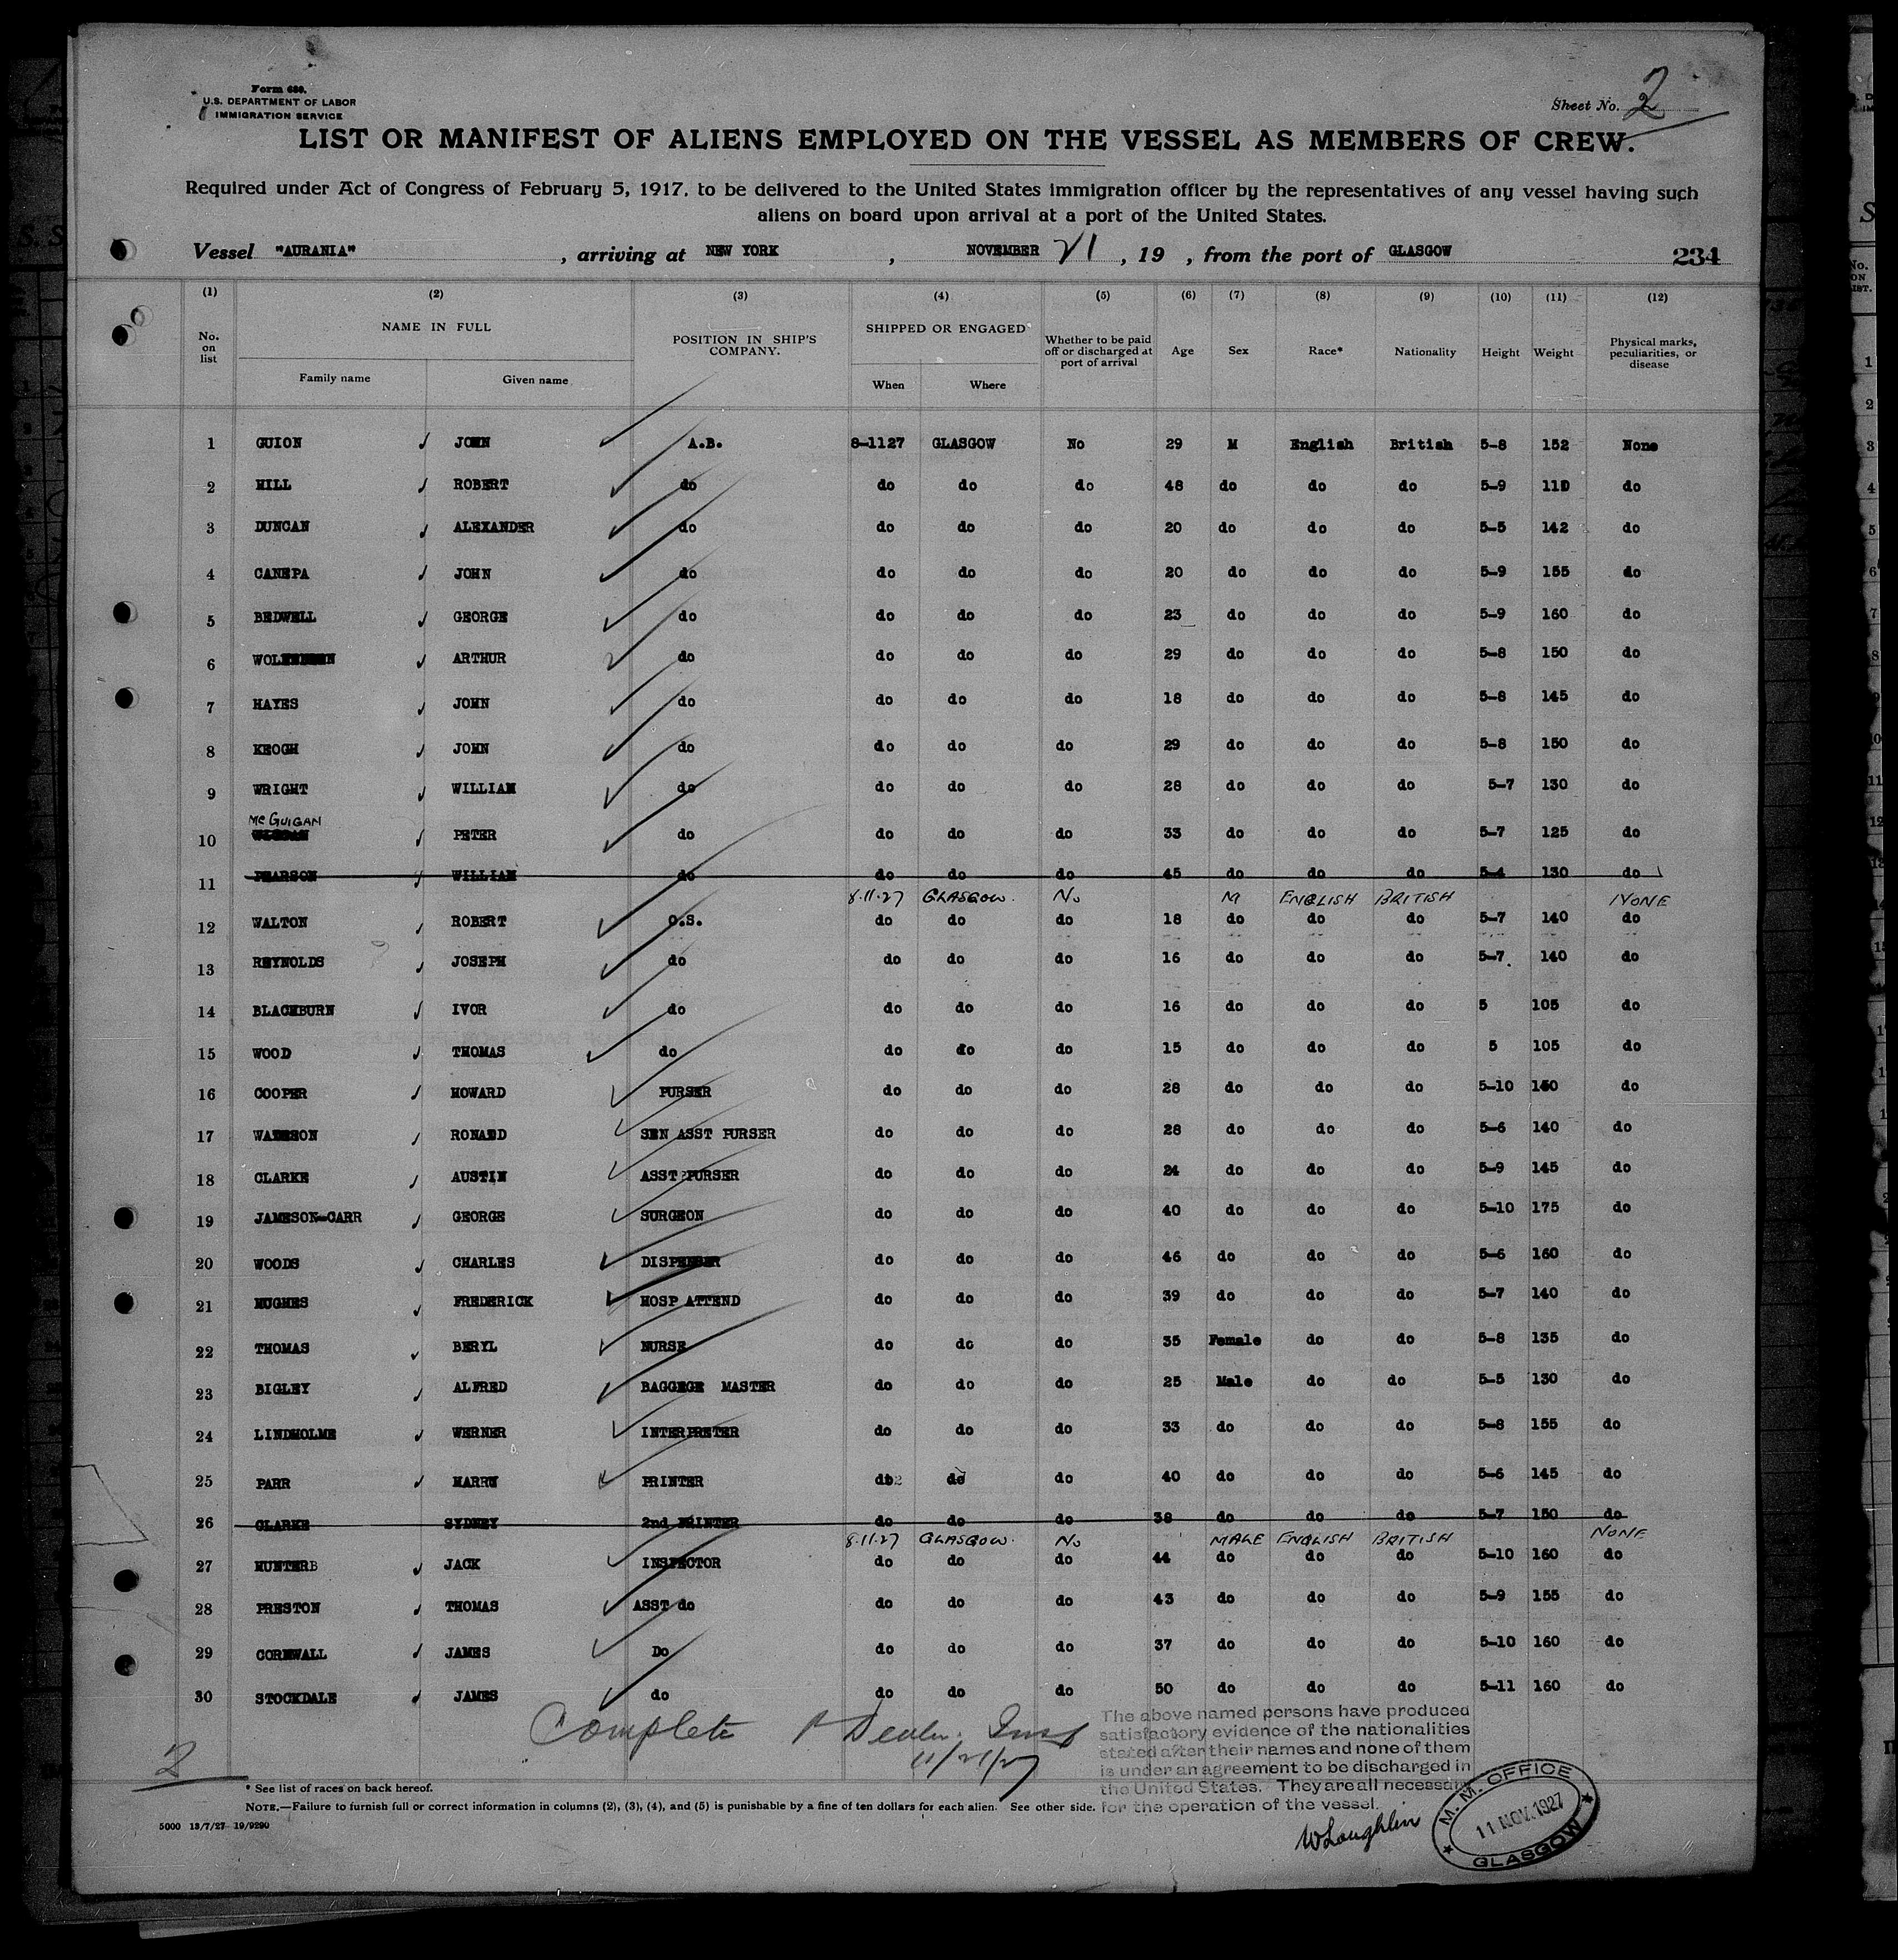 Form 680.
U.S. DEPARTMENT OF LABOR
IMMIGRATION SERVICE
Sheet No. 2
LIST OR MANIFEST OF ALIENS EMPLOYED ON THE VESSEL AS MEMBERS OF CREW.
Required under Act of Congress of February 5, 1917, to be delivered to the United States immigration officer by the representatives of any vessel having such
aliens on board upon arrival at a port of the United States.
Vessel "AURANIA", arriving at NEW YORK, NOVEMBER 21, 19 , from the port of GLASGOW 234
(1) (2) (3) (4) (5) (6) (7) (8) (9) (10) (11) (12)
No. on list NAME IN FULL Family name Given name POSITION IN SHIP'S COMPANY. SHIPPED OR ENGAGED When Where Whether to be paid off or discharged at port of arrival Age Sex Race* Nationality Height Weight Physical marks, peculiarities, or disease
1 GUION JOHN A.B. 8-1127 GLASGOW No 29 M English British 5-8 152 None
2 HILL ROBERT do do do do 48 do do do 5-9 110 do
3 DUNCAN ALEXANDER do do do do 20 do do do 5-5 142 do
4 CANEPA JOHN do do do do 20 do do do 5-9 155 do
5 BEDWELL GEORGE do do do do 23 do do do 5-9 160 do
6 ARTHUR do do do do 29 do do do 5-8 150 do
7 HAYES JOHN do do do do 18 do do do 5-8 145 do
8 KEOGH JOHN do do do do 29 do do do 5-8 150 do
9 WRIGHT WILLIAM do do do do 28 do do do 5-7 130 do
McGUIGAN
10 PETER do do do do 33 do do do 5-7 125 do
11 PEARSON WILLIAM do do do do 45 do do do 5-4 130 do
8.11.27 GLASGOW. No M ENGLISH BRITISH NONE
12 WALTON ROBERT O.S. do do do 18 do do do 5-7 140 do
13 REYNOLDS JOSEPH do do do do 16 do do do 5-7 140 do
14 BLACKBURN IVOR do do do do 16 do do do 5 105 do
15 WOOD THOMAS do do do do 15 do do do 5 105 do
16 COOPER HOWARD PURSER do do do 28 do do do 5-10 150 do
17 RONALD SEN ASST PURSER do do do 28 do do do 5-6 140 do
18 CLARKE AUSTIN ASST PURSER do do do 24 do do do 5-9 145 do
19 JAMESON-CARR GEORGE SURGEON do do do 40 do do do 5-10 175 do
20 WOODS CHARLES DISPENSER do do do 46 do do do 5-6 160 do
21 HUGHES FREDERICK HOSP ATTEND do do do 39 do do do 5-7 140 do
22 THOMAS BERYL NURSE do do do 35 Female do do 5-8 135 do
23 BIGLEY ALFRED BAGGEGE MASTER do do do 25 Male do do 5-5 130 do
24 LINDHOLME WERNER INTERPRETER do do do 33 do do do 5-8 155 do
25 PARR HARRY PRINTER do do do 40 do do do 5-6 145 do
26 CLARKE SYDNEY 2nd PRINTER do do do 38 do do do 5-7 150 do
8.11.27 GLASGOW. No MALE ENGLISH BRITISH NONE
27 HUNTERB JACK INSPECTOR do do do 44 do do do 5-10 160 do
28 PRESTON THOMAS ASST do do do do 43 do do do 5-9 155 do
29 CORNWALL JAMES Do do do do 37 do do do 5-10 160 do
30 STOCKDALE JAMES do do do do 50 do do do 5-11 160 do
Complete
11/21/27
The above named persons have produced
satisfactory evidence of the nationalities
stated after their names and none of them
is under an agreement to be discharged in
the United States. They are all necessary
for the operation of the vessel.
2
* See list of races on back hereof.
NOTE.—Failure to furnish full or correct information in columns (2), (3), (4), and (5) is punishable by a fine of ten dollars for each alien. See other side.
5000 13/7/27 19/9290
WLoughlin
M. M. OFFICE
11 NOV. 1927
GLASGOW